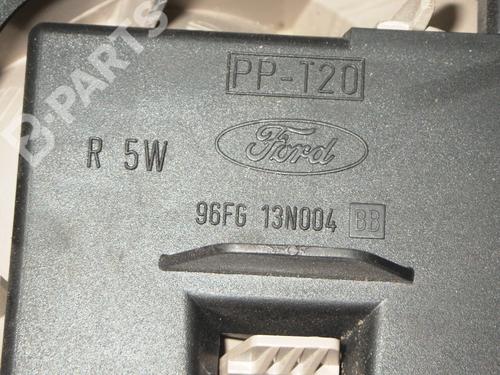 B-PARTS
PP-T20
R 5W
Ford
96FG 13N004 BB